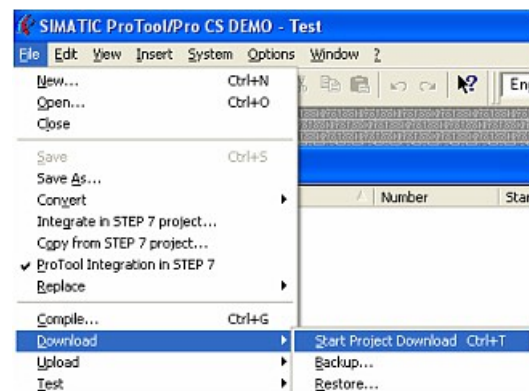 SIMATIC ProTool/Pro CS DEMO - Test
File Edit View Insert System Options Window ?
New... Ctrl+N
Open... Ctrl+O
Close
Save Ctrl+S
Save As...
Convert
Integrate in STEP 7 project...
Copy from STEP 7 project...
ProTool Integration in STEP 7
Replace
Compile... Ctrl+G
Download
Upload
Test
En
Number
Star
Start Project Download Ctrl+T
Backup...
Restore...